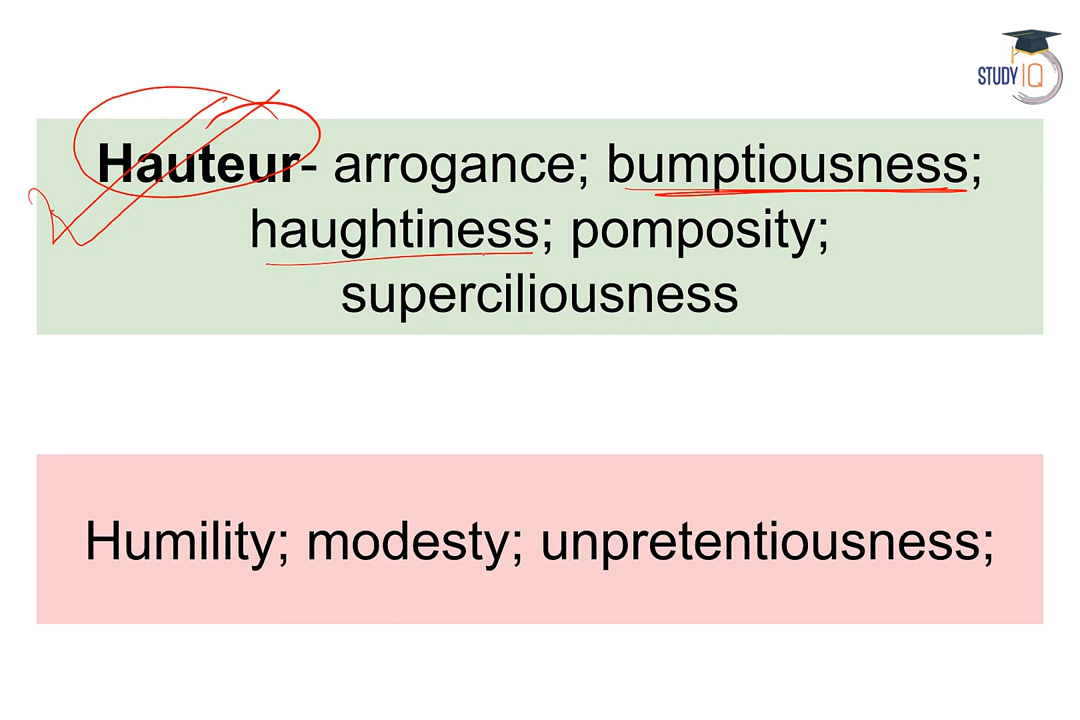 STUDY IQ
Hauteur- arrogance; bumptiousness;
haughtiness; pomposity;
superciliousness
Humility; modesty; unpretentiousness;